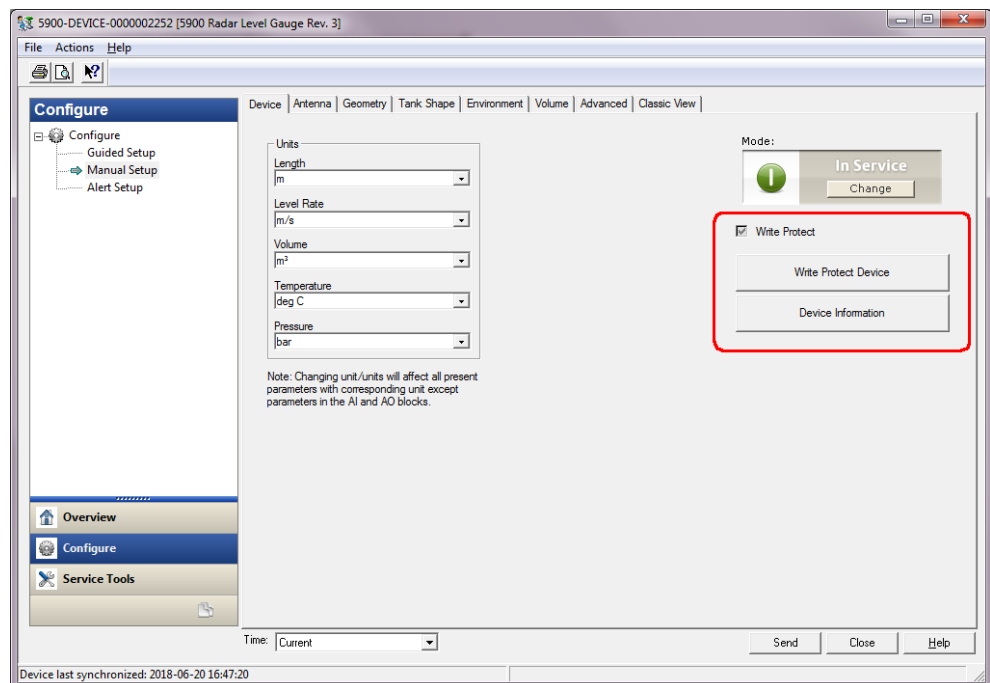 5900-DEVICE-0000002252 [5900 Radar Level Gauge Rev. 3]
File Actions Help
Configure
Configure
Guided Setup
Manual Setup
Alert Setup
Overview
Configure
Service Tools
Device Antenna Geometry Tank Shape Environment Volume Advanced Classic View
Units
Length
m
Level Rate
m/s
Volume
m³
Temperature
deg C
Pressure
bar
Note: Changing unit/units will affect all present
parameters with corresponding unit except
parameters in the AI and AO blocks.
Mode:
In Service
Change
Write Protect
Write Protect Device
Device Information
Time: Current
Send Close Help
Device last synchronized: 2018-06-20 16:47:20